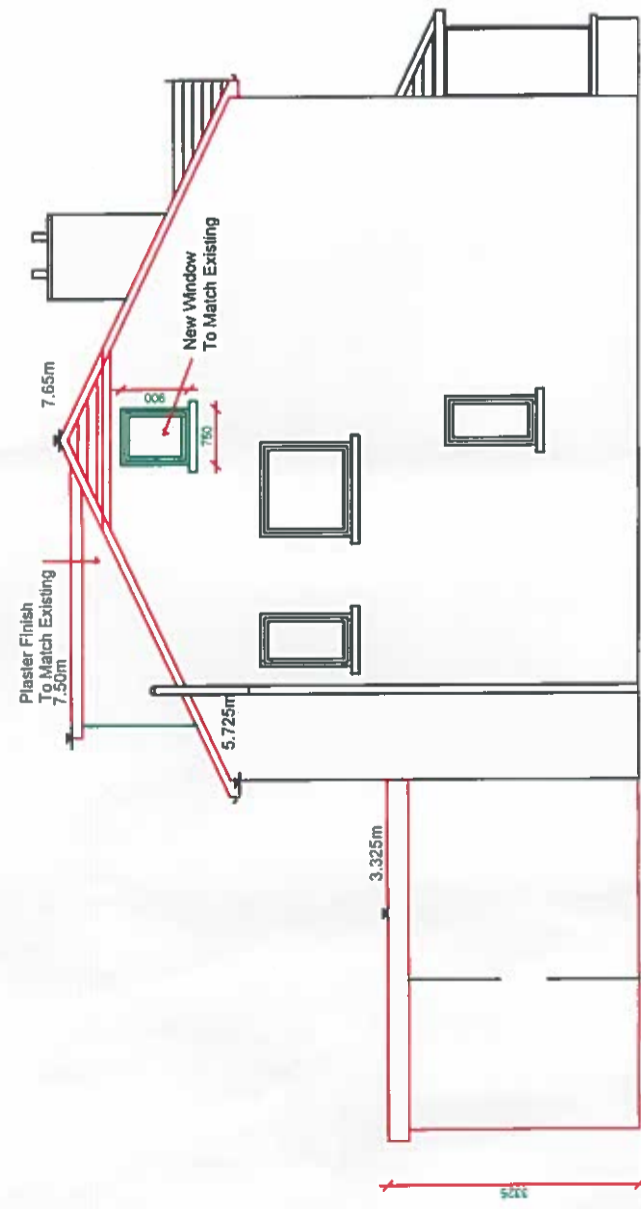 7.65m
Plaster Finish
To Match Existing
7.50m
900
New Window
To Match Existing
750
5.725m
3.325m
3325